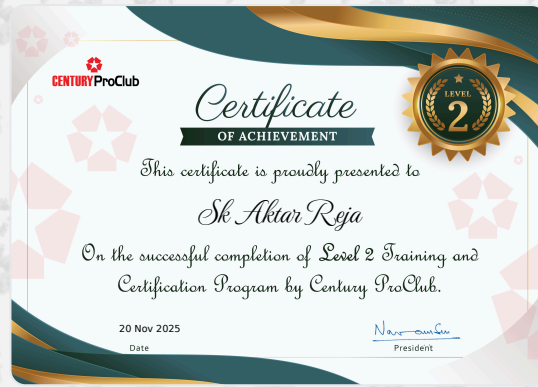 CENTURY ProClub
Certificate
OF ACHIEVEMENT
LEVEL
2
This certificate is proudly presented to
Sk Aktar Reja
On the successful completion of Level 2 Training and
Certification Program by Century ProClub.
20 Nov 2025
Date
President